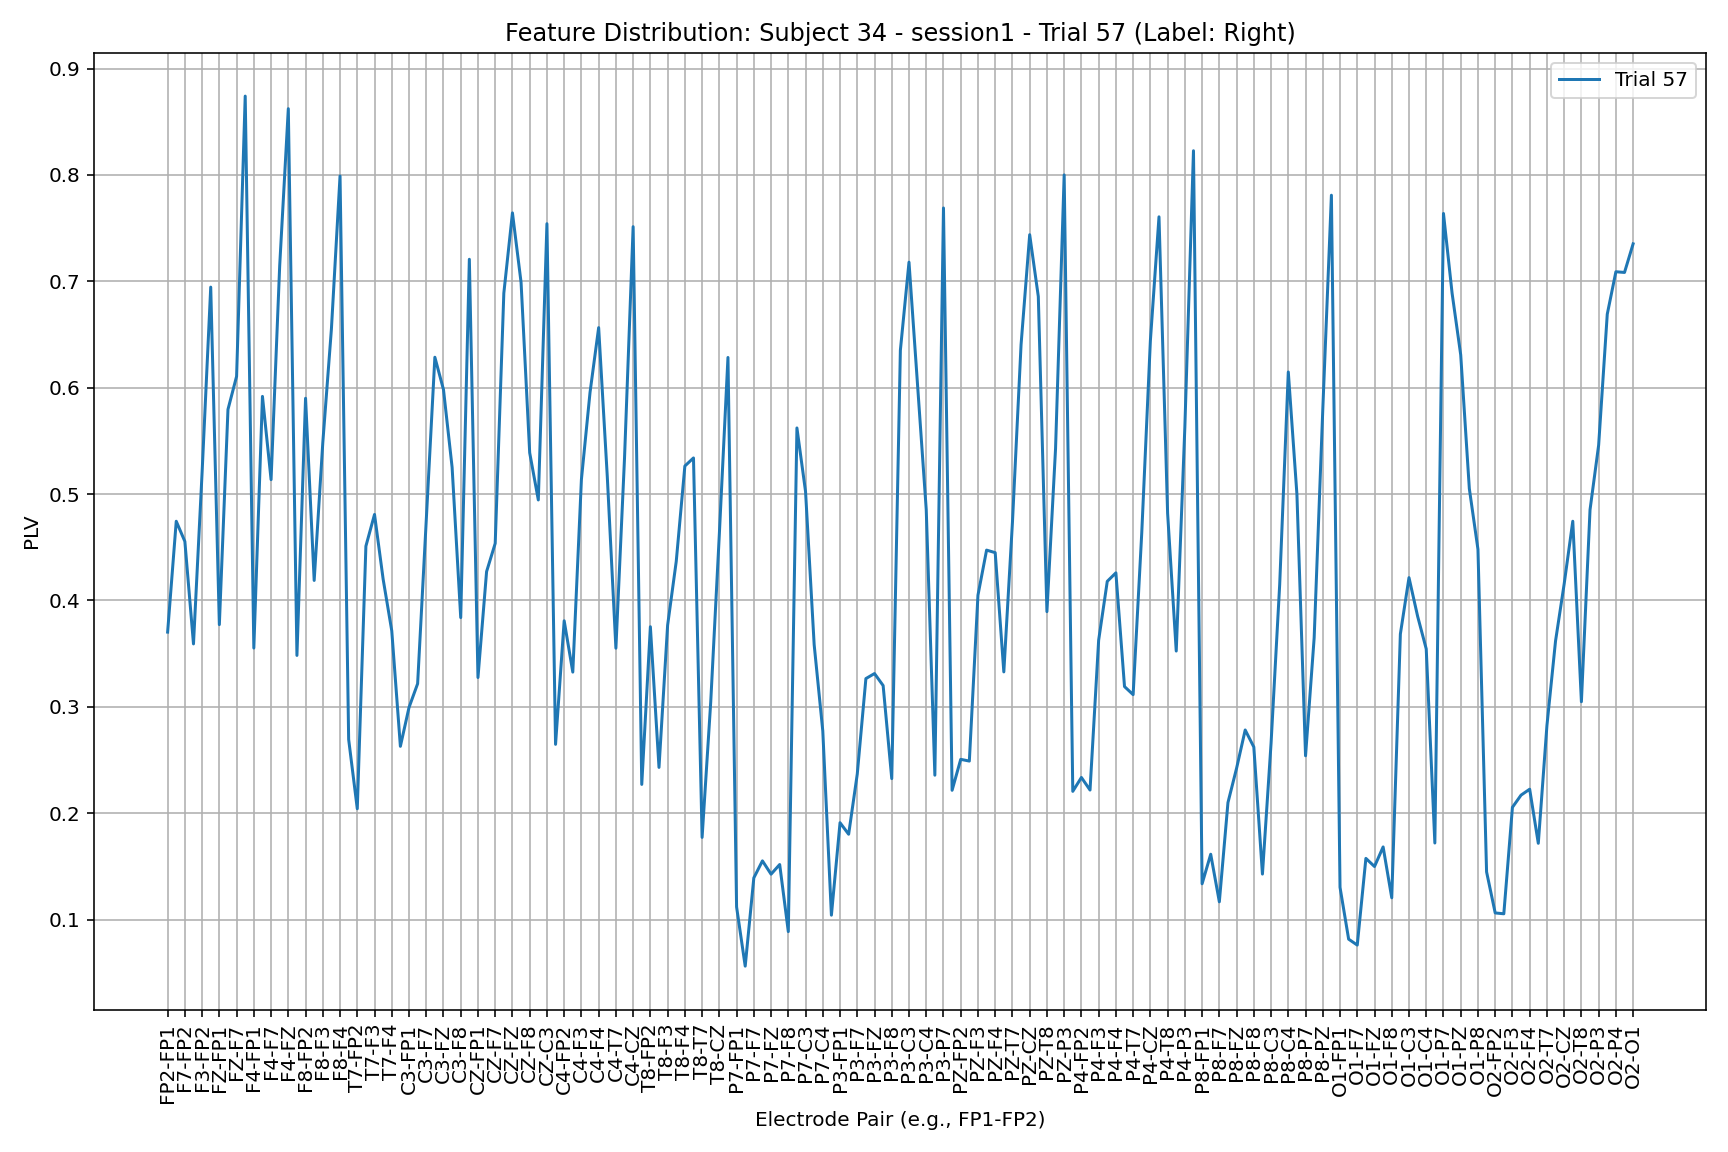 Feature Distribution: Subject 34 - session1 - Trial 57 (Label: Right)
Trial 57
0.9
0.8
0.7
0.6
0.5
0.4
0.3
0.2
0.1
PLV
FP2-FP1
F7-FP2
F3-FP2
FZ-FP1
FZ-F7
F4-FP1
F4-F7
F4-FZ
F8-FP2
F8-F3
F8-F4
T7-FP2
T7-F3
T7-F4
C3-FP1
C3-F7
C3-FZ
C3-F8
CZ-FP1
CZ-F7
CZ-FZ
CZ-F8
CZ-C3
C4-FP2
C4-F3
C4-F4
C4-T7
C4-CZ
T8-FP2
T8-F3
T8-F4
T8-T7
T8-CZ
P7-FP1
P7-F7
P7-FZ
P7-F8
P7-C3
P7-C4
P3-FP1
P3-F7
P3-FZ
P3-F8
P3-C3
P3-C4
P3-P7
PZ-FP2
PZ-F3
PZ-F4
PZ-T7
PZ-CZ
PZ-T8
PZ-P3
P4-FP2
P4-F3
P4-F4
P4-T7
P4-CZ
P4-T8
P4-P3
P8-FP1
P8-F7
P8-FZ
P8-F8
P8-C3
P8-C4
P8-P7
P8-PZ
O1-FP1
O1-F7
O1-FZ
O1-F8
O1-C3
O1-C4
O1-P7
O1-PZ
O1-P8
O2-FP2
O2-F3
O2-F4
O2-T7
O2-CZ
O2-T8
O2-P3
O2-P4
O2-O1
Electrode Pair (e.g., FP1-FP2)